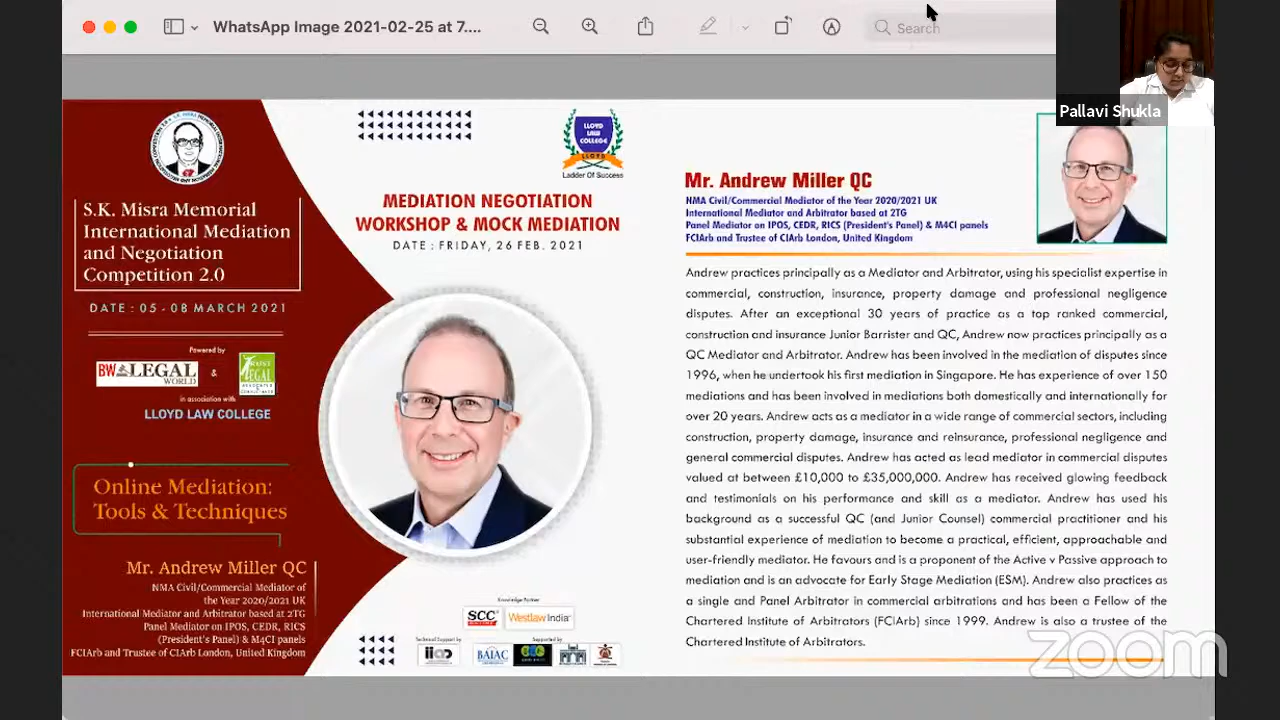 WhatsApp Image 2021-02-25 at 7....
Search
Pallavi Shukla
S.K. Misra Memorial
International Mediation
and Negotiation
Competition 2.0
DATE : 05 - 08 MARCH 2021
Powered by
BW LEGAL
WORLD
&
in association with
LLOYD LAW COLLEGE
Online Mediation:
Tools & Techniques
Mr. Andrew Miller QC
NMA Civil/Commercial Mediator of
the Year 2020/2021 UK
International Mediator and Arbitrator based at 2TG
Panel Mediator on IPOS, CEDR, RICS
(President's Panel) & M4CI panels
FCIArb and Trustee of CIArb London, United Kingdom
LLOYD
LAW
COLLEGE
LLOYD
Ladder Of Success
MEDIATION NEGOTIATION
WORKSHOP & MOCK MEDIATION
DATE : FRIDAY, 26 FEB. 2021
Knowledge Partner
SCC
Westlaw India
Technical Support by
Supported by
iiac
BAIAC
Mr. Andrew Miller QC
NMA Civil/Commercial Mediator of the Year 2020/2021 UK
International Mediator and Arbitrator based at 2TG
Panel Mediator on IPOS, CEDR, RICS (President's Panel) & M4CI panels
FCIArb and Trustee of CIArb London, United Kingdom
Andrew practices principally as a Mediator and Arbitrator, using his specialist expertise in
commercial, construction, insurance, property damage and professional negligence
disputes. After an exceptional 30 years of practice as a top ranked commercial,
construction and insurance Junior Barrister and QC, Andrew now practices principally as a
QC Mediator and Arbitrator. Andrew has been involved in the mediation of disputes since
1996, when he undertook his first mediation in Singapore. He has experience of over 150
mediations and has been involved in mediations both domestically and internationally for
over 20 years. Andrew acts as a mediator in a wide range of commercial sectors, including
construction, property damage, insurance and reinsurance, professional negligence and
general commercial disputes. Andrew has acted as lead mediator in commercial disputes
valued at between £10,000 to £35,000,000. Andrew has received glowing feedback
and testimonials on his performance and skill as a mediator. Andrew has used his
background as a successful QC (and Junior Counsel) commercial practitioner and his
substantial experience of mediation to become a practical, efficient, approachable and
user-friendly mediator. He favours and is a proponent of the Active v Passive approach to
mediation and is an advocate for Early Stage Mediation (ESM). Andrew also practices as
a single and Panel Arbitrator in commercial arbitrations and has been a Fellow of the
Chartered Institute of Arbitrators (FCIArb) since 1999. Andrew is also a trustee of the
Chartered Institute of Arbitrators.
zoom